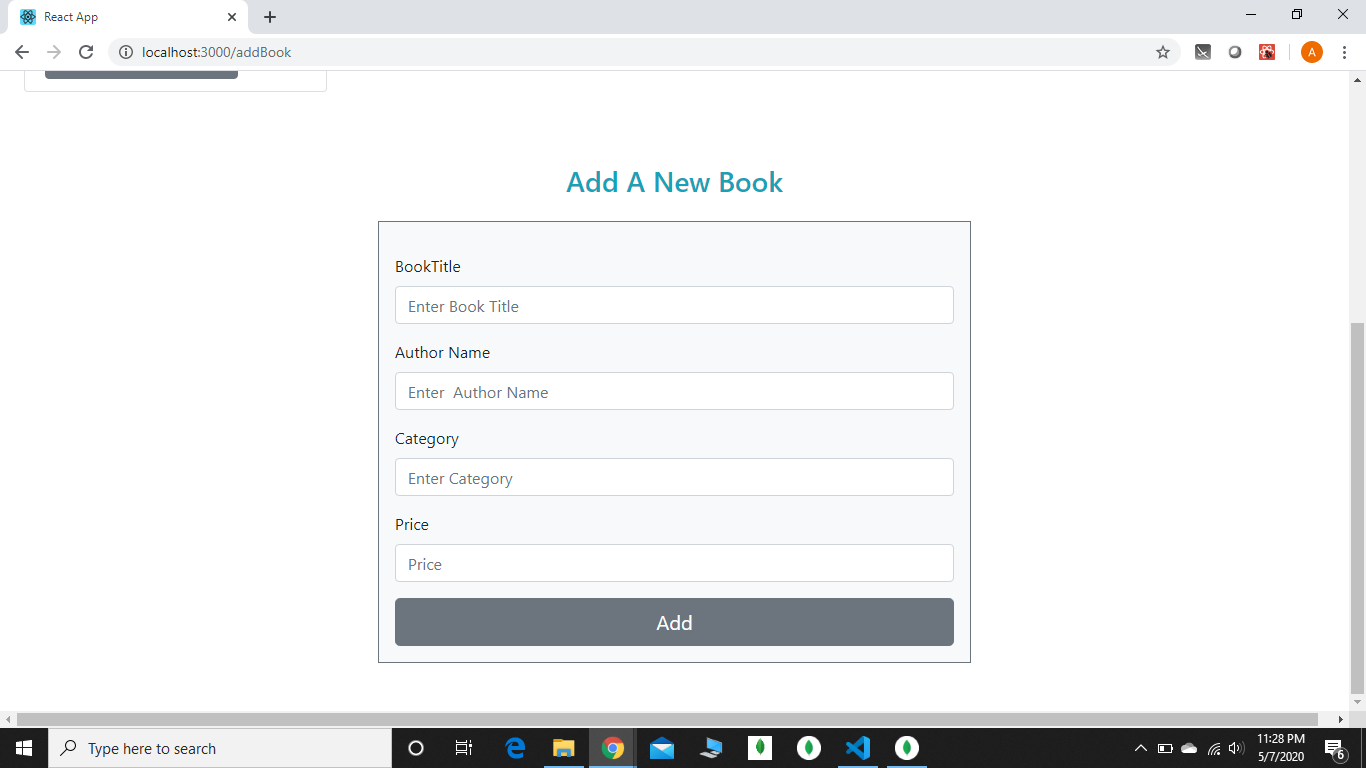 React App
localhost:3000/addBook
A
Add A New Book
BookTitle
Enter Book Title
Author Name
Enter  Author Name
Category
Enter Category
Price
Price
Add
Type here to search
11:28 PM
5/7/2020
6